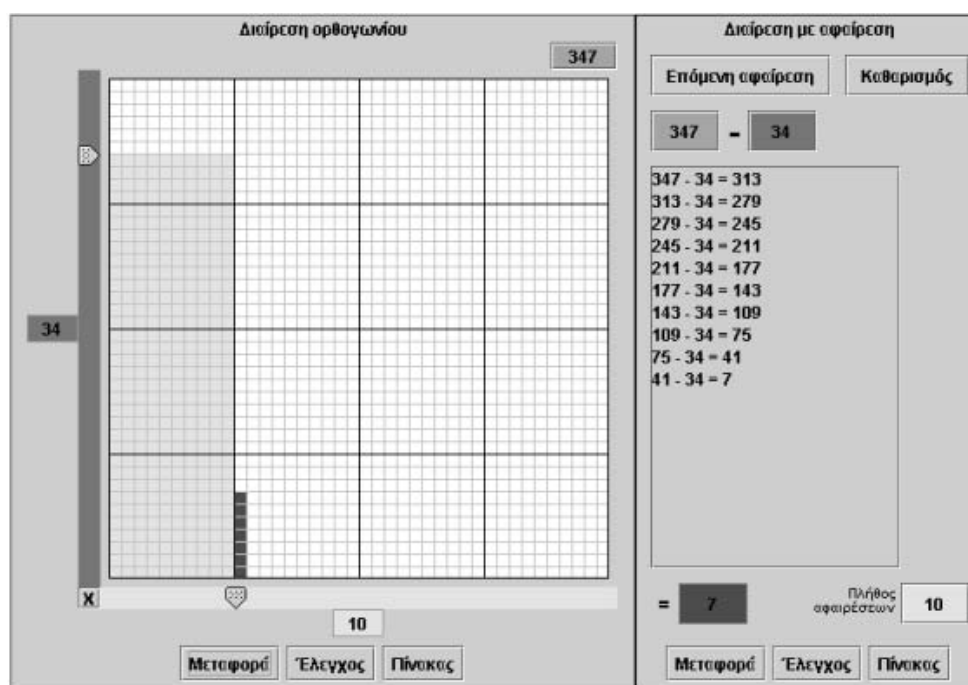 Διαίρεση ορθογωνίου
347
34
X
10
Μεταφορά Έλεγχος Πίνακας
Διαίρεση με αφαίρεση
Επόμενη αφαίρεση Καθαρισμός
347 - 34
347 - 34 = 313
313 - 34 = 279
279 - 34 = 245
245 - 34 = 211
211 - 34 = 177
177 - 34 = 143
143 - 34 = 109
109 - 34 = 75
75 - 34 = 41
41 - 34 = 7
= 7
Πλήθος
αφαιρέσεων 10
Μεταφορά Έλεγχος Πίνακας